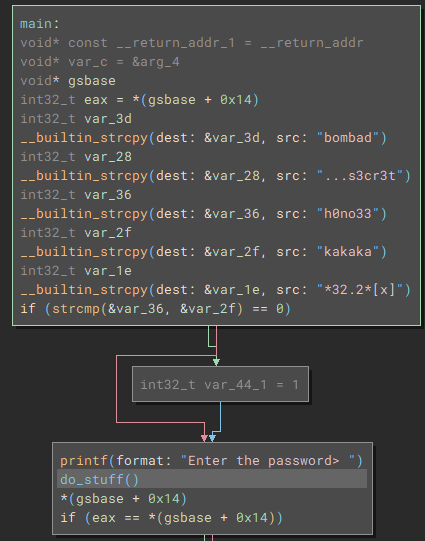 main:
void* const __return_addr_1 = __return_addr
void* var_c = &arg_4
void* gsbase
int32_t eax = *(gsbase + 0x14)
int32_t var_3d
__builtin_strcpy(dest: &var_3d, src: "bombad")
int32_t var_28
__builtin_strcpy(dest: &var_28, src: "...s3cr3t")
int32_t var_36
__builtin_strcpy(dest: &var_36, src: "h0no33")
int32_t var_2f
__builtin_strcpy(dest: &var_2f, src: "kakaka")
int32_t var_1e
__builtin_strcpy(dest: &var_1e, src: "*32.2*[x]")
if (strcmp(&var_36, &var_2f) == 0)
int32_t var_44_1 = 1
printf(format: "Enter the password> ")
do_stuff()
*(gsbase + 0x14)
if (eax == *(gsbase + 0x14))